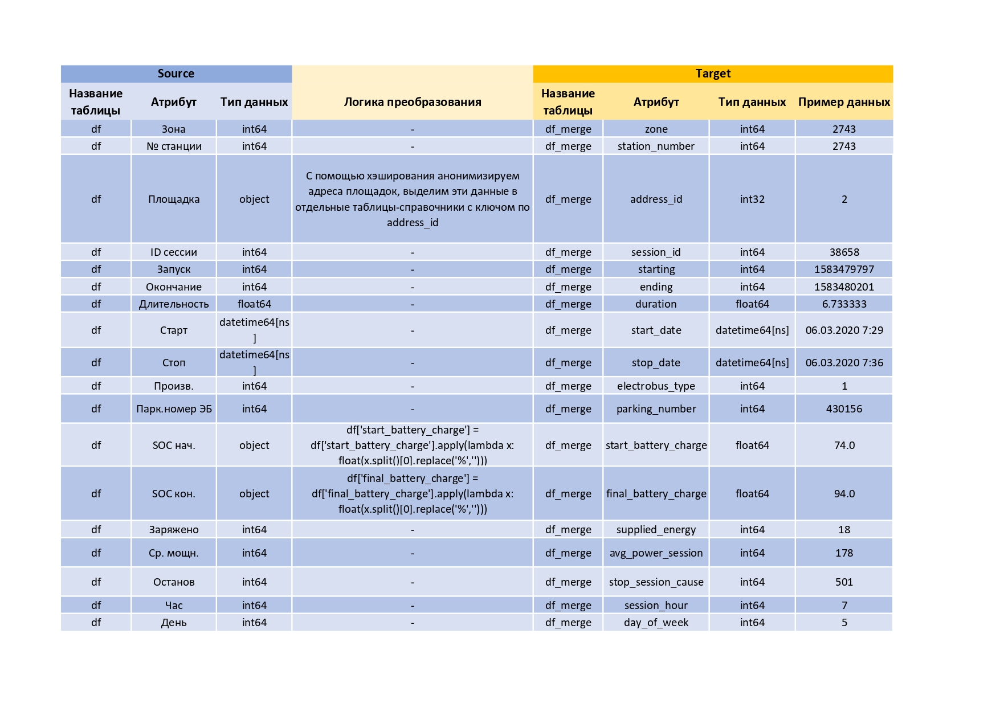 Source Target
Название таблицы Атрибут Тип данных Логика преобразования Название таблицы Атрибут Тип данных Пример данных
df Зона int64 - df_merge zone int64 2743
df № станции int64 - df_merge station_number int64 2743
df Площадка object С помощью хэширования анонимизируем
адреса площадок, выделим эти данные в
отдельные таблицы-справочники с ключом по
address_id df_merge address_id int32 2
df ID сессии int64 - df_merge session_id int64 38658
df Запуск int64 - df_merge starting int64 1583479797
df Окончание int64 - df_merge ending int64 1583480201
df Длительность float64 - df_merge duration float64 6.733333
df Старт datetime64[ns
] - df_merge start_date datetime64[ns] 06.03.2020 7:29
df Стоп datetime64[ns
] - df_merge stop_date datetime64[ns] 06.03.2020 7:36
df Произв. int64 - df_merge electrobus_type int64 1
df Парк.номер ЭБ int64 - df_merge parking_number int64 430156
df SOC нач. object df['start_battery_charge'] =
df['start_battery_charge'].apply(lambda x:
float(x.split()[0].replace('%',''))) df_merge start_battery_charge float64 74.0
df SOC кон. object df['final_battery_charge'] =
df['final_battery_charge'].apply(lambda x:
float(x.split()[0].replace('%',''))) df_merge final_battery_charge float64 94.0
df Заряжено int64 - df_merge supplied_energy int64 18
df Ср. мощн. int64 - df_merge avg_power_session int64 178
df Останов int64 - df_merge stop_session_cause int64 501
df Час int64 - df_merge session_hour int64 7
df День int64 - df_merge day_of_week int64 5